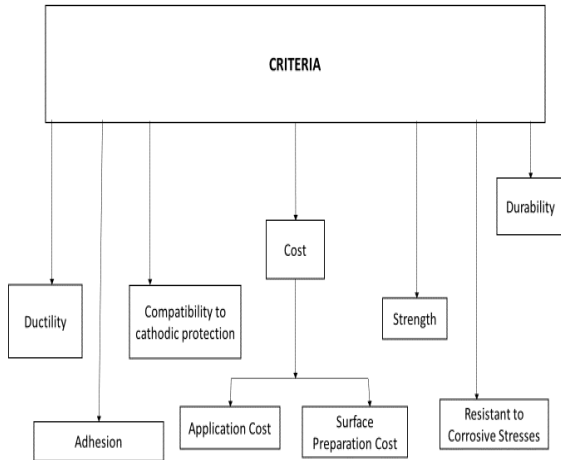 CRITERIA
Durability
Cost
Ductility
Compatibility to
cathodic protection
Strength
Adhesion
Application Cost
Surface
Preparation Cost
Resistant to
Corrosive Stresses